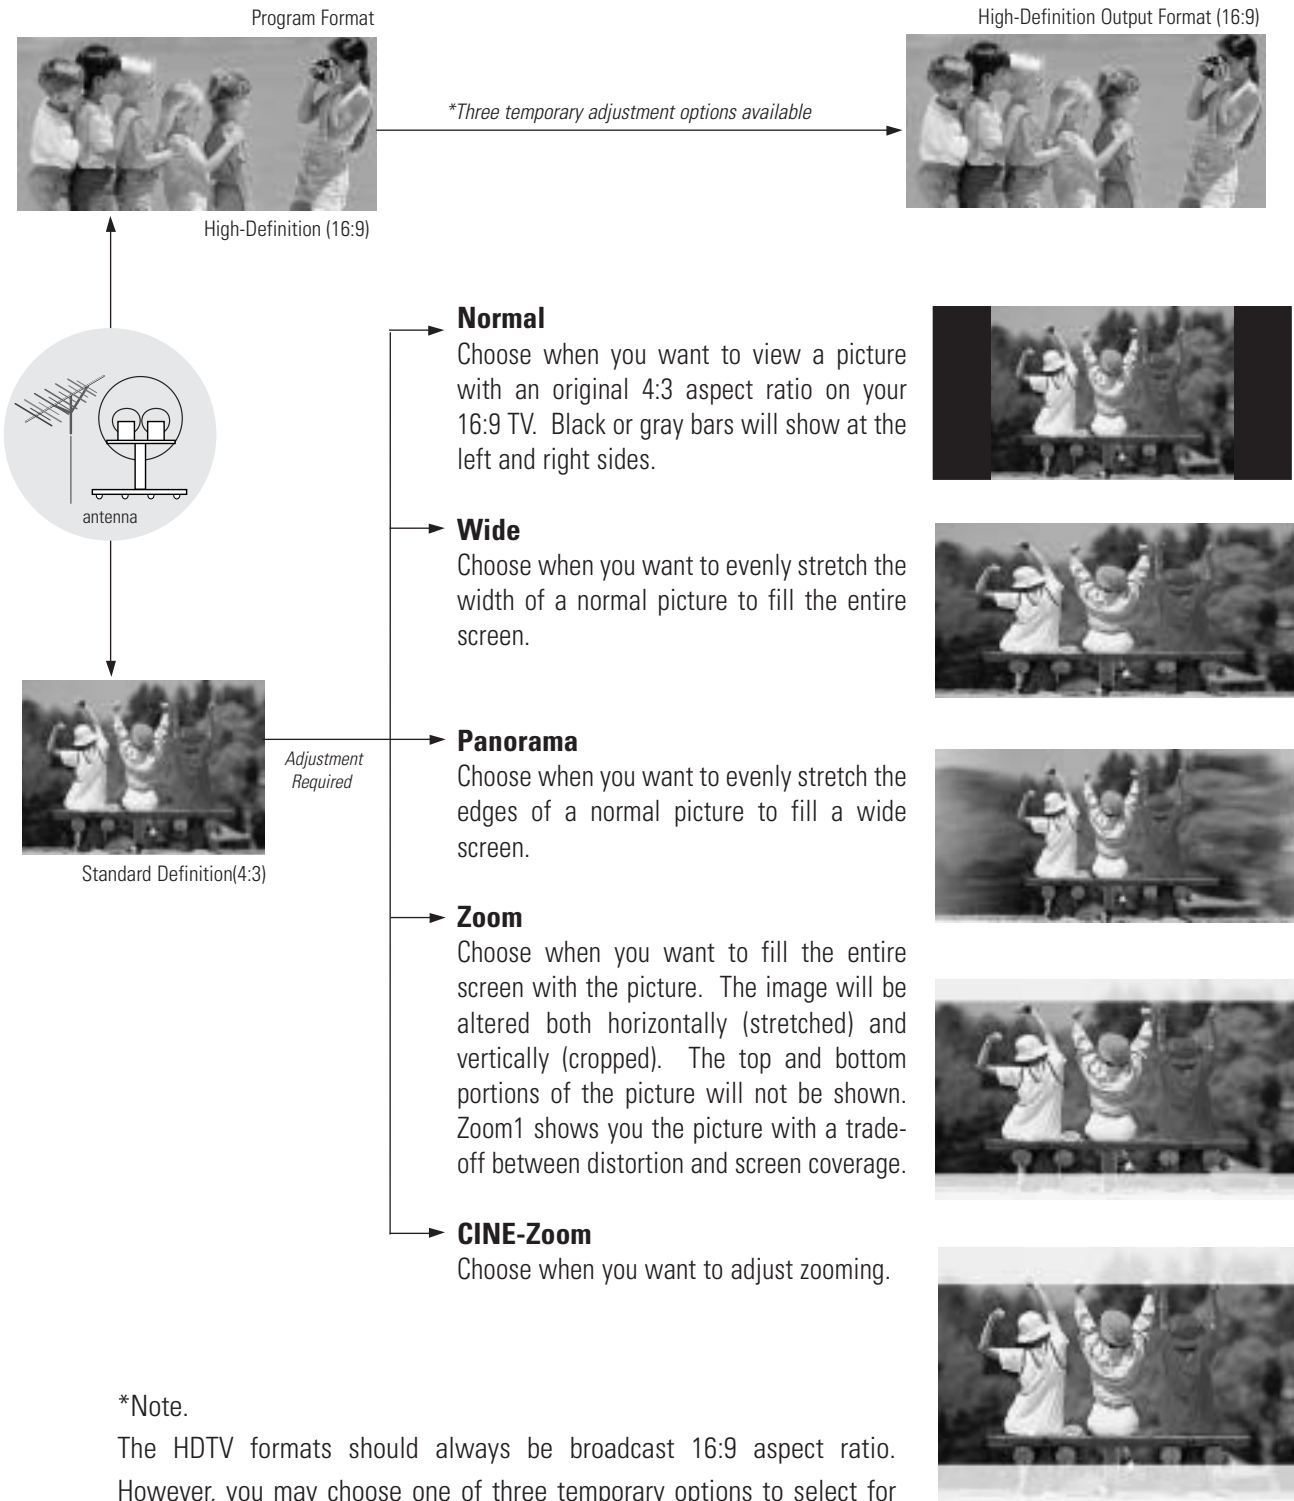 Program Format
High-Definition Output Format (16:9)
*Three temporary adjustment options available
High-Definition (16:9)
antenna
Standard Definition(4:3)
Adjustment
Required
Normal
Choose when you want to view a picture
with an original 4:3 aspect ratio on your
16:9 TV. Black or gray bars will show at the
left and right sides.
Wide
Choose when you want to evenly stretch the
width of a normal picture to fill the entire
screen.
Panorama
Choose when you want to evenly stretch the
edges of a normal picture to fill a wide
screen.
Zoom
Choose when you want to fill the entire
screen with the picture. The image will be
altered both horizontally (stretched) and
vertically (cropped). The top and bottom
portions of the picture will not be shown.
Zoom1 shows you the picture with a trade-
off between distortion and screen coverage.
CINE-Zoom
Choose when you want to adjust zooming.
*Note.
The HDTV formats should always be broadcast 16:9 aspect ratio.
However, you may choose one of three temporary options to select for